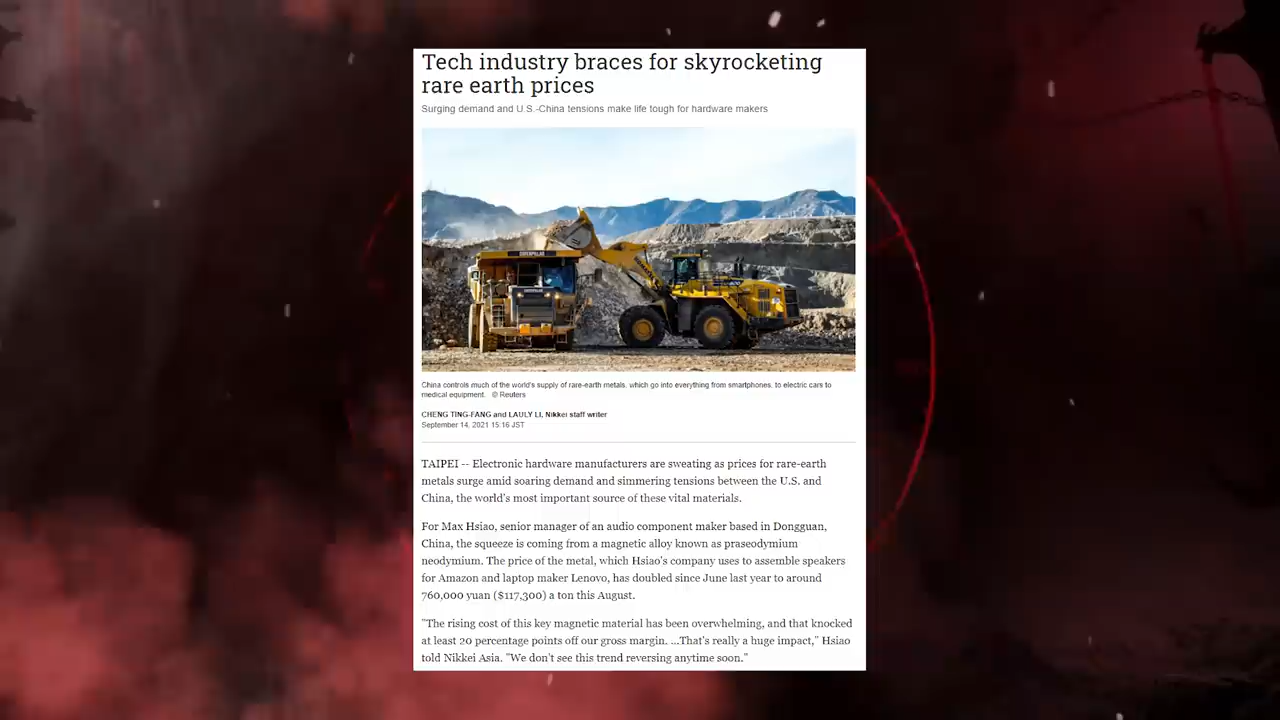 Tech industry braces for skyrocketing
rare earth prices
Surging demand and U.S.-China tensions make life tough for hardware makers
CATERPILLAR
China controls much of the world's supply of rare-earth metals, which go into everything from smartphones, to electric cars to
medical equipment. © Reuters
CHENG TING-FANG and LAULY LI, Nikkei staff writer
September 14, 2021 15:16 JST
TAIPEI -- Electronic hardware manufacturers are sweating as prices for rare-earth
metals surge amid soaring demand and simmering tensions between the U.S. and
China, the world's most important source of these vital materials.
For Max Hsiao, senior manager of an audio component maker based in Dongguan,
China, the squeeze is coming from a magnetic alloy known as praseodymium
neodymium. The price of the metal, which Hsiao's company uses to assemble speakers
for Amazon and laptop maker Lenovo, has doubled since June last year to around
760,000 yuan ($117,300) a ton this August.
"The rising cost of this key magnetic material has been overwhelming, and that knocked
at least 20 percentage points off our gross margin. ...That's really a huge impact," Hsiao
told Nikkei Asia. "We don't see this trend reversing anytime soon."